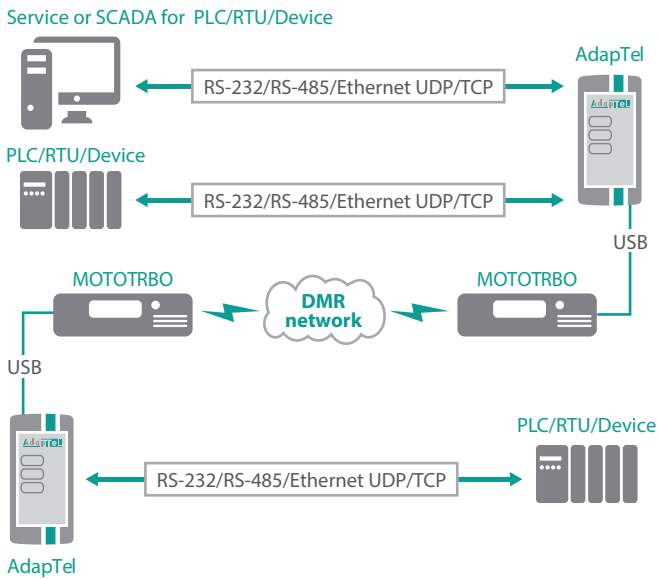 Service or SCADA for PLC/RTU/Device
AdapTel
RS-232/RS-485/Ethernet UDP/TCP
AdapTel
PLC/RTU/Device
RS-232/RS-485/Ethernet UDP/TCP
USB
MOTOTRBO
MOTOTRBO
DMR
network
USB
PLC/RTU/Device
AdapTel
RS-232/RS-485/Ethernet UDP/TCP
AdapTel